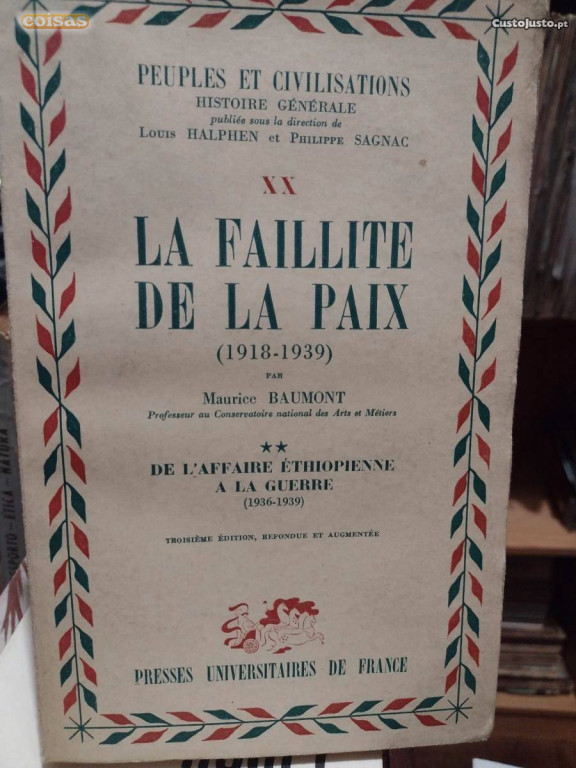 coisas
CustoJusto.pt
PEUPLES ET CIVILISATIONS
HISTOIRE GÉNÉRALE
publiée sous la direction de
LOUIS HALPHEN et PHILIPPE SAGNAC
XX
LA FAILLITE
DE LA PAIX
(1918-1939)
PAR
Maurice BAUMONT
Professeur au Conservatoire national des Arts et Métiers
★★
DE L'AFFAIRE ÉTHIOPIENNE
A LA GUERRE
(1936-1939)
TROISIÈME ÉDITION, REFONDUE ET AUGMENTÉE
PRESSES UNIVERSITAIRES DE FRANCE
ÉTICA - NATURA